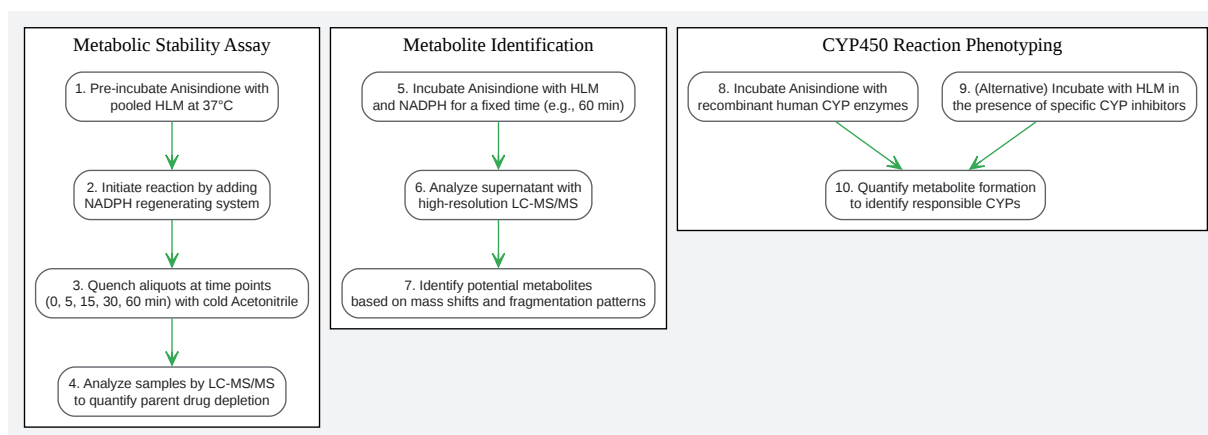 Metabolic Stability Assay
1. Pre-incubate Anisindione with
pooled HLM at 37°C
2. Initiate reaction by adding
NADPH regenerating system
3. Quench aliquots at time points
(0, 5, 15, 30, 60 min) with cold Acetonitrile
4. Analyze samples by LC-MS/MS
to quantify parent drug depletion
Metabolite Identification
5. Incubate Anisindione with HLM
and NADPH for a fixed time (e.g., 60 min)
6. Analyze supernatant with
high-resolution LC-MS/MS
7. Identify potential metabolites
based on mass shifts and fragmentation patterns
CYP450 Reaction Phenotyping
8. Incubate Anisindione with
recombinant human CYP enzymes
9. (Alternative) Incubate with HLM in
the presence of specific CYP inhibitors
10. Quantify metabolite formation
to identify responsible CYPs